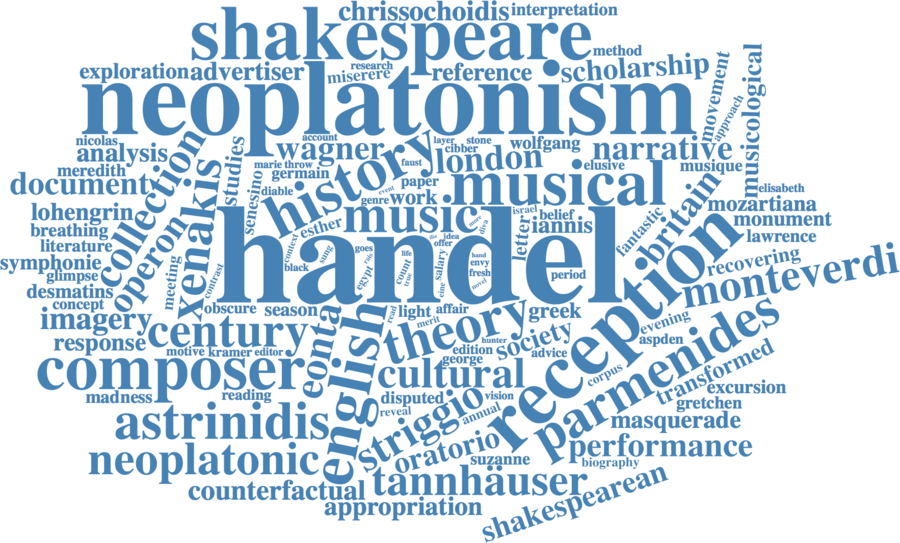 chrissochoidis
interpretation
shakespeare
method
research
exploration
advertiser
miserere
reference
scholarship
neoplatonism
movement
approach
musicological
nicolas
account
layer
stone
cibber
wolfgang
analysis
collection
studies
wagner
history
london
narrative
meredith
marie
throw
faust
elusive
musique
document
germain
diable
event
paper
musical
elisabeth
xenakis
senesino
genre
work
mozartiana
lohengrin
operon
music
israel
belief
britain
monument
breathing
esther
handel
idea
letter
iannis
fantastic
literature
context
sung
goes
life
offer
dive
lawrence
symphonie
meeting
contrast
black
egypt
count
true
salary
hand
envy
fresh
novel
eine
period
reception
recovering
glimpse
monteverdi
desmatins
concept
obscure
season
light
affair
greek
imagery
century
eonta
english
read
merit
theory
society
evening
parmenides
response
motive
kramer
editor
hunter
edition
advice
aspden
george
composer
cultural
corpus
transformed
madness
reading
disputed
vision
excursion
reveal
annual
gretchen
astrinidis
striggio
masquerade
neoplatonic
oratorio
performance
suzanne
biography
counterfactual
tannhäuser
shakespearean
appropriation